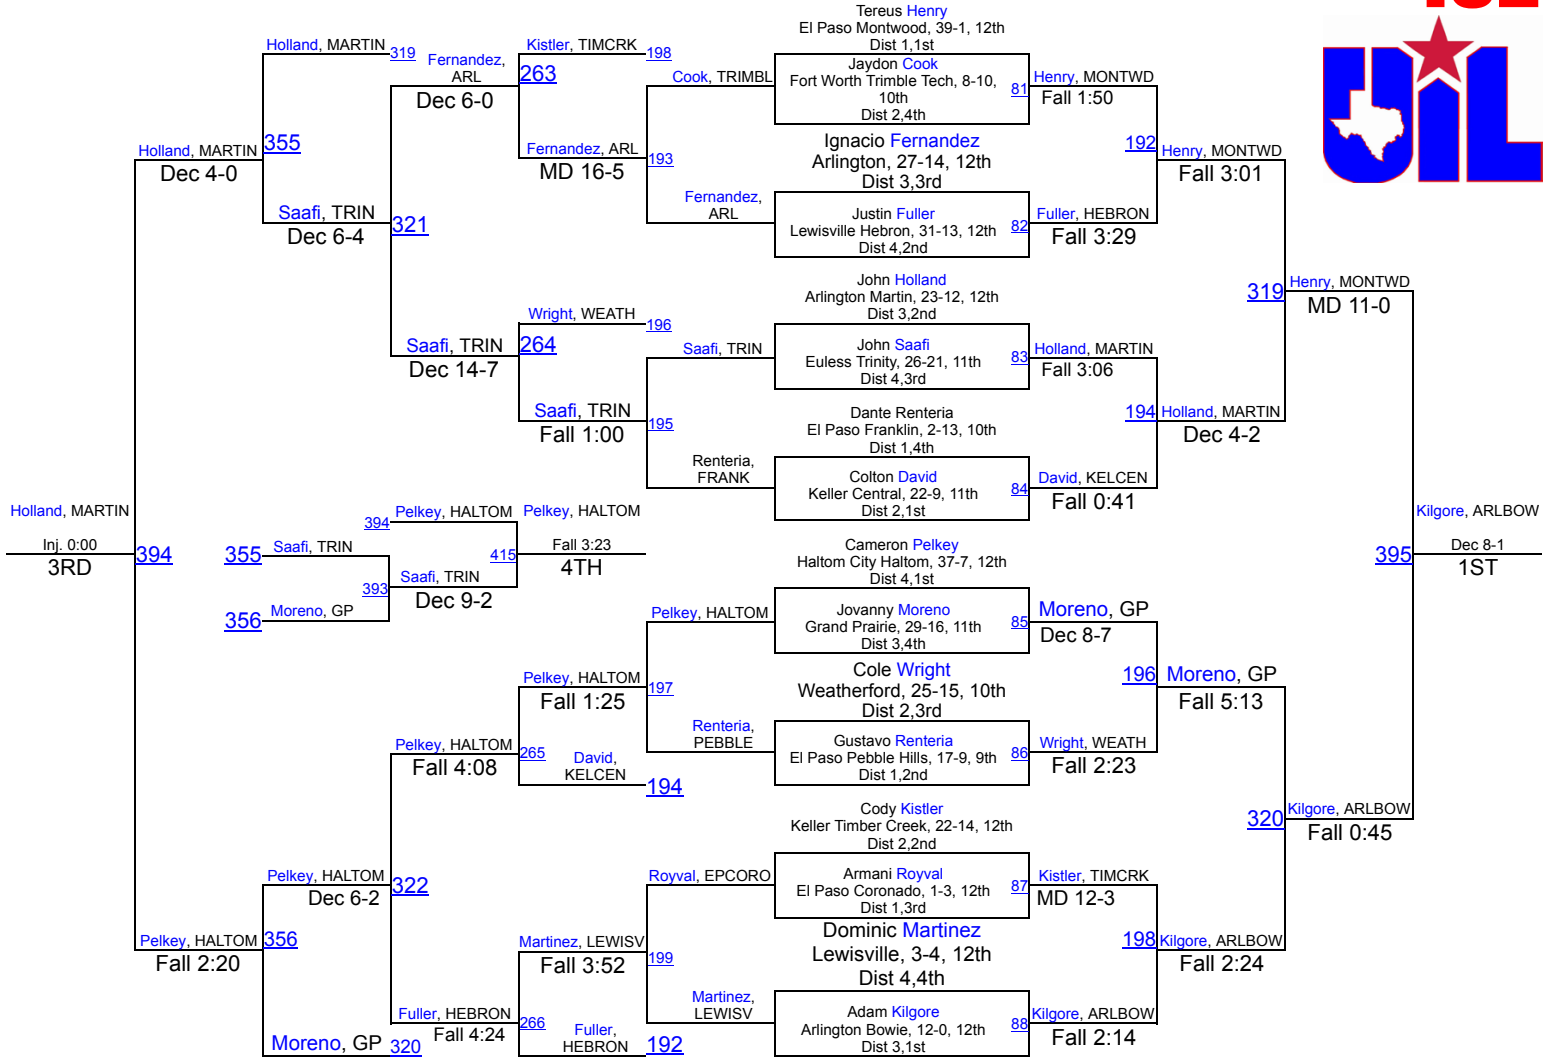 Holland, MARTIN
319
Fernandez,
ARL
Dec 6-0
Kistler, TIMCRK
198
263
Cook, TRIMBL
Tereus Henry
El Paso Montwood, 39-1, 12th
Dist 1,1st
Jaydon Cook
Fort Worth Trimble Tech, 8-10,
10th
Dist 2,4th
81
Henry, MONTWD
Fall 1:50
UIL
Holland, MARTIN
Dec 4-0
355
Fernandez, ARL
MD 16-5
193
Ignacio Fernandez
Arlington, 27-14, 12th
Dist 3,3rd
192
Henry, MONTWD
Fall 3:01
Saafi, TRIN
Dec 6-4
321
Fernandez,
ARL
Justin Fuller
Lewisville Hebron, 31-13, 12th
Dist 4,2nd
82
Fuller, HEBRON
Fall 3:29
John Holland
Arlington Martin, 23-12, 12th
Dist 3,2nd
319
Henry, MONTWD
MD 11-0
Wright, WEATH
196
264
Saafi, TRIN
Dec 14-7
Saafi, TRIN
John Saafi
Euless Trinity, 26-21, 11th
Dist 4,3rd
83
Holland, MARTIN
Fall 3:06
Saafi, TRIN
Fall 1:00
195
Dante Renteria
El Paso Franklin, 2-13, 10th
Dist 1,4th
194
Holland, MARTIN
Dec 4-2
Renteria,
FRANK
Colton David
Keller Central, 22-9, 11th
Dist 2,1st
84
David, KELCEN
Fall 0:41
Holland, MARTIN
Inj. 0:00
3RD
394
394
Pelkey, HALTOM
Pelkey, HALTOM
355
Saafi, TRIN
415
Fall 3:23
4TH
393
Saafi, TRIN
Dec 9-2
356
Moreno, GP
Cameron Pelkey
Haltom City Haltom, 37-7, 12th
Dist 4,1st
395
Kilgore, ARLBOW
Dec 8-1
1ST
Pelkey, HALTOM
Jovanny Moreno
Grand Prairie, 29-16, 11th
Dist 3,4th
85
Moreno, GP
Dec 8-7
Pelkey, HALTOM
Fall 1:25
197
Cole Wright
Weatherford, 25-15, 10th
Dist 2,3rd
196
Moreno, GP
Fall 5:13
Pelkey, HALTOM
Fall 4:08
265
David,
KELCEN
194
Renteria,
PEBBLE
Gustavo Renteria
El Paso Pebble Hills, 17-9, 9th
Dist 1,2nd
86
Wright, WEATH
Fall 2:23
Cody Kistler
Keller Timber Creek, 22-14, 12th
Dist 2,2nd
320
Kilgore, ARLBOW
Fall 0:45
Pelkey, HALTOM
Dec 6-2
322
Royval, EPCORO
Armani Royval
El Paso Coronado, 1-3, 12th
Dist 1,3rd
87
Kistler, TIMCRK
MD 12-3
Pelkey, HALTOM
Fall 2:20
356
Martinez, LEWISV
Fall 3:52
199
Dominic Martinez
Lewisville, 3-4, 12th
Dist 4,4th
198
Kilgore, ARLBOW
Fall 2:24
Moreno, GP
320
Fuller, HEBRON
Fall 4:24
266
Fuller,
HEBRON
192
Martinez,
LEWISV
Adam Kilgore
Arlington Bowie, 12-0, 12th
Dist 3,1st
88
Kilgore, ARLBOW
Fall 2:14